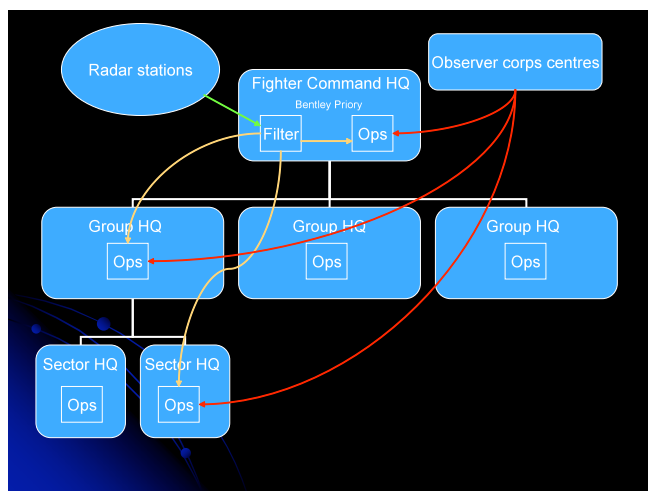 Radar stations
Observer corps centres
Fighter Command HQ
Bentley Priory
Filter
Ops
Group HQ
Ops
Group HQ
Ops
Group HQ
Ops
Sector HQ
Ops
Sector HQ
Ops